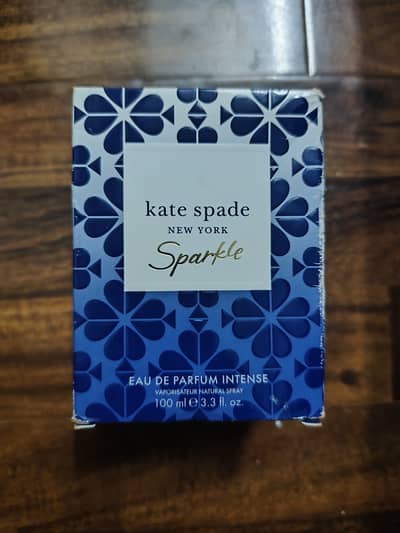 kate spade
NEW YORK
Sparkle
EAU DE PARFUM INTENSE
VAPORISATEUR NATURAL SPRAY
100 ml ℮ 3.3 fl. oz.